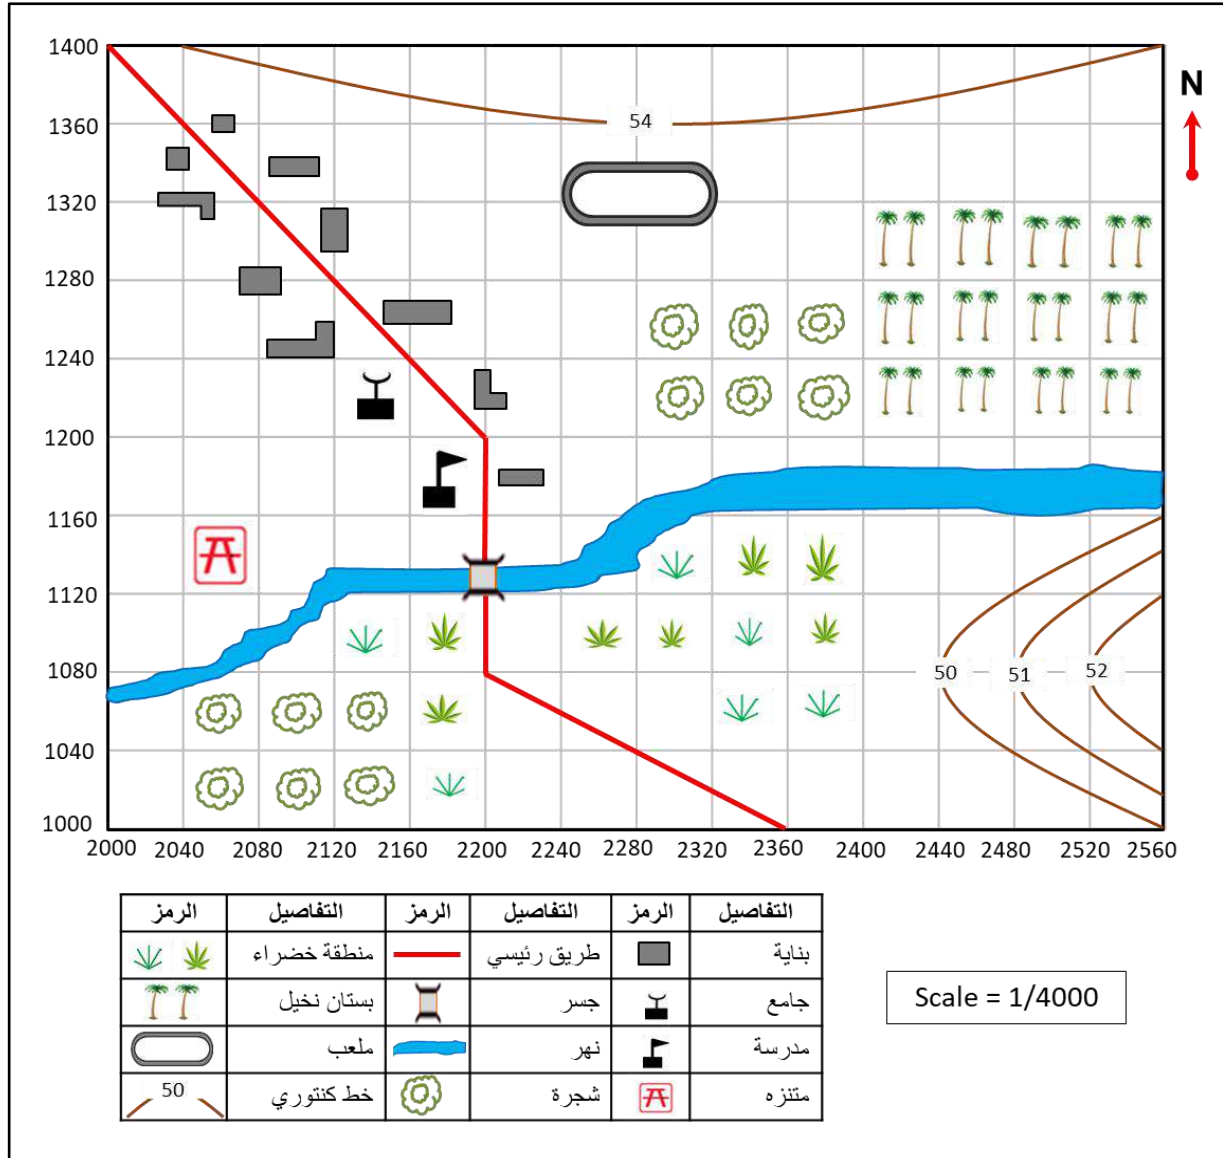 1400
N
1360
54
1320
1280
1240
1200
1160
1120
1080
50
51
52
1040
1000
2000 2040 2080 2120 2160 2200 2240 2280 2320 2360 2400 2440 2480 2520 2560
التفاصيل الرمز التفاصيل الرمز التفاصيل الرمز
بناية طريق رئيسي منطقة خضراء
جامع جسر بستان نخيل
مدرسة نهر ملعب
متنزه شجرة خط كنتوري 50
Scale = 1/4000